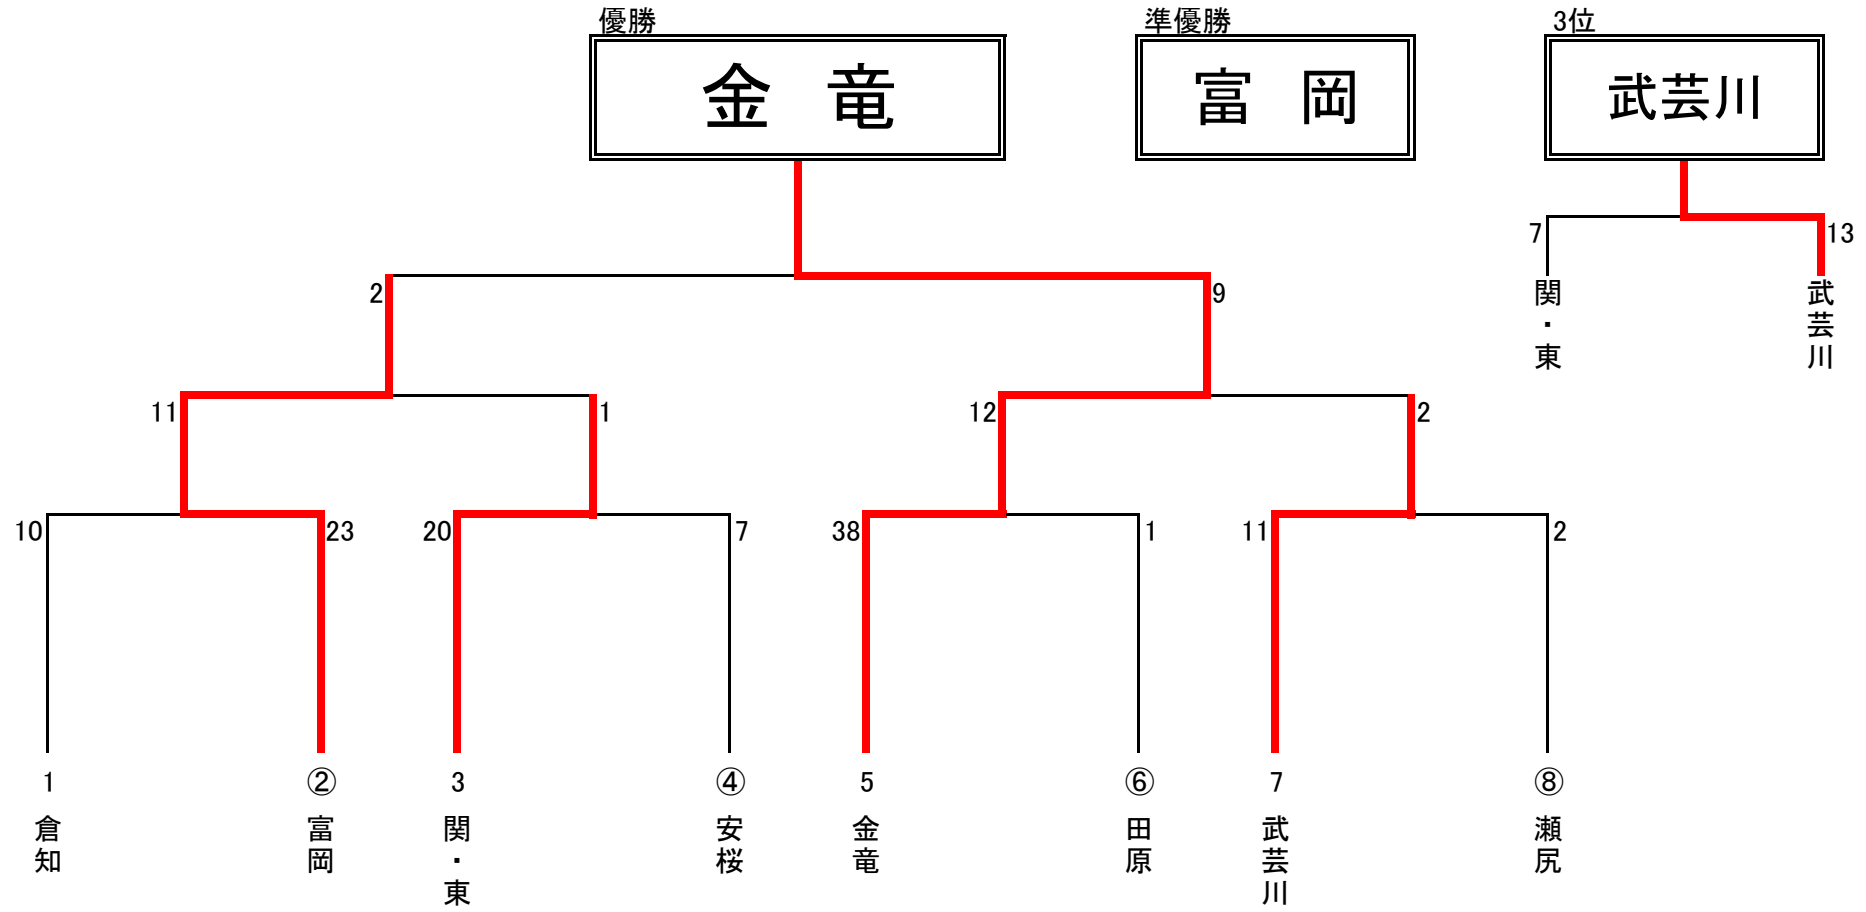 優勝
準優勝
3位
金　竜
富　岡
武芸川
7
13
2
9
関・東
武芸川
11
1
12
2
10
23
20
7
38
1
11
2
1
②
3
④
5
⑥
7
⑧
倉知
富岡
関・東
安桜
金竜
田原
武芸川
瀬尻